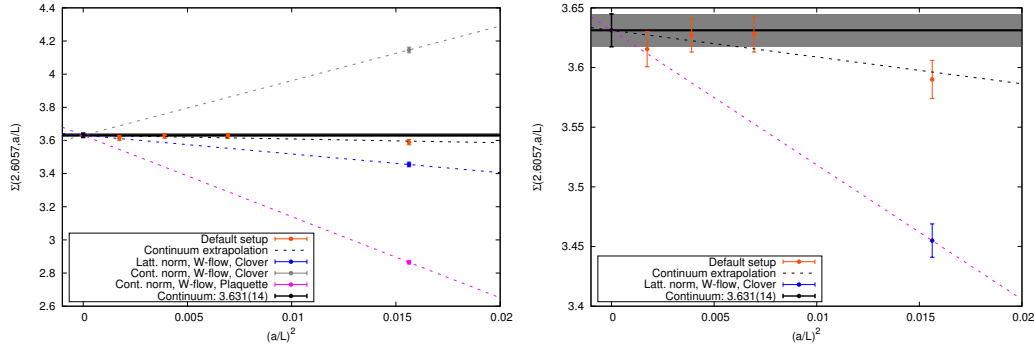 4.4
4.2
4
3.8
3.6
3.4
3.2
3
2.8
2.6
Σ(2.6057,a/L)
Default setup
Continuum extrapolation
Latt. norm, W-flow, Clover
Cont. norm, W-flow, Clover
Cont. norm, W-flow, Plaquette
Continuum: 3.631(14)
0 0.005 0.01 0.015 0.02
(a/L)²
3.65
3.6
3.55
3.5
3.45
3.4
Σ(2.6057,a/L)
Default setup
Continuum extrapolation
Latt. norm, W-flow, Clover
Continuum: 3.631(14)
0 0.005 0.01 0.015 0.02
(a/L)²